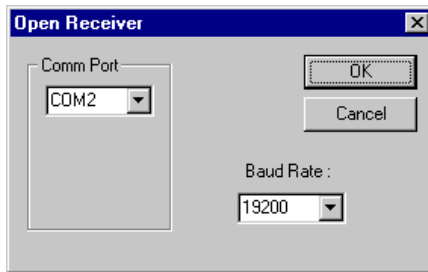 Open Receiver
Comm Port
COM2
OK
Cancel
Baud Rate :
19200